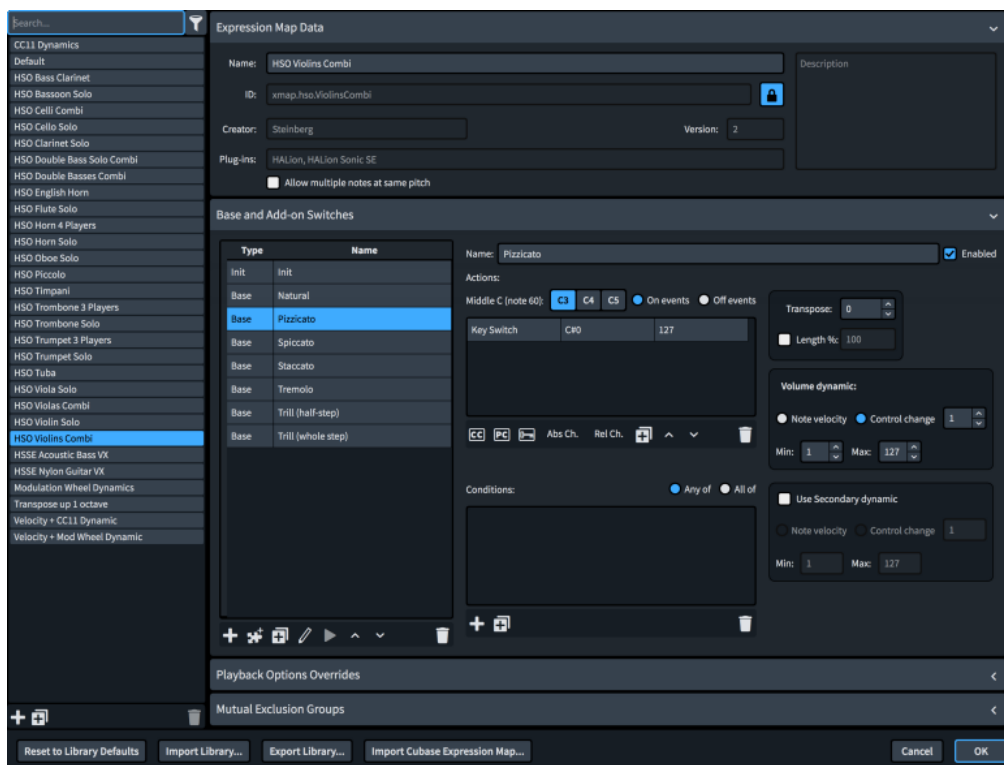 Search...
CC11 Dynamics
Default
HSO Bass Clarinet
HSO Bassoon Solo
HSO Celli Combi
HSO Cello Solo
HSO Clarinet Solo
HSO Double Bass Solo Combi
HSO Double Basses Combi
HSO English Horn
HSO Flute Solo
HSO Horn 4 Players
HSO Horn Solo
HSO Oboe Solo
HSO Piccolo
HSO Timpani
HSO Trombone 3 Players
HSO Trombone Solo
HSO Trumpet 3 Players
HSO Trumpet Solo
HSO Tuba
HSO Viola Solo
HSO Violas Combi
HSO Violin Solo
HSO Violins Combi
HSSE Acoustic Bass VX
HSSE Nylon Guitar VX
Modulation Wheel Dynamics
Transpose up 1 octave
Velocity + CC11 Dynamic
Velocity + Mod Wheel Dynamic
Expression Map Data
Name: HSO Violins Combi
Description
ID: xmap.hso.ViolinsCombi
Creator: Steinberg Version: 2
Plug-ins: HALion, HALion Sonic SE
Allow multiple notes at same pitch
Base and Add-on Switches
Type Name
Init Init
Base Natural
Base Pizzicato
Base Spiccato
Base Staccato
Base Tremolo
Base Trill (half-step)
Base Trill (whole step)
Name: Pizzicato Enabled
Actions:
Middle C (note 60): C3 C4 C5 On events Off events
Key Switch C#0 127
CC PC Abs Ch. Rel Ch.
Conditions: Any of All of
Transpose: 0
Length %: 100
Volume dynamic:
Note velocity Control change 1
Min: 1 Max: 127
Use Secondary dynamic
Note velocity Control change 1
Min: 1 Max: 127
Playback Options Overrides
Mutual Exclusion Groups
Reset to Library Defaults Import Library... Export Library... Import Cubase Expression Map... Cancel OK